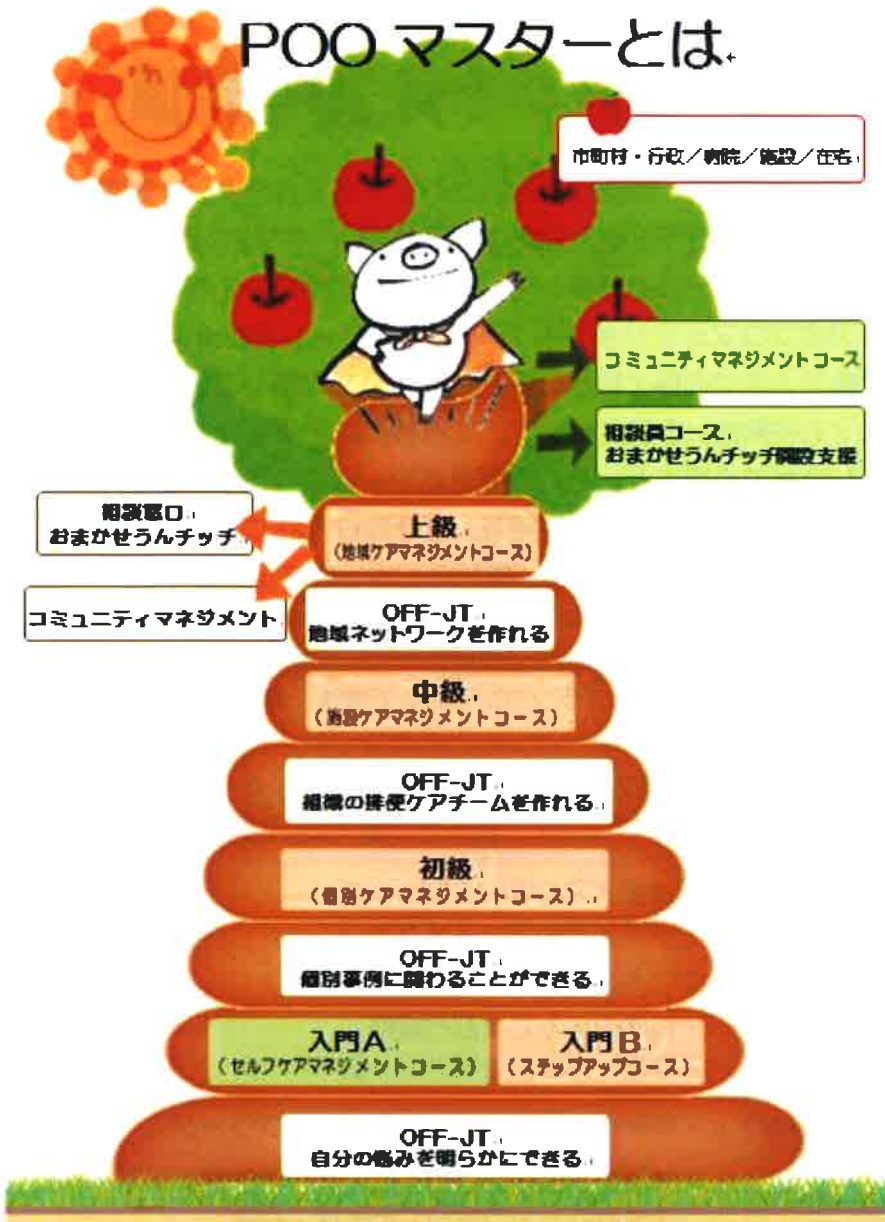 POOマスターとは
市町村・行政／病院／施設／在宅
コミュニティマネジメントコース
相談員コース
おまかせうんチッチ開設支援
相談窓口
おまかせうんチッチ
上級
（地域ケアマネジメントコース）
コミュニティマネジメント
OFF-JT
地域ネットワークを作れる
中級
（施設ケアマネジメントコース）
OFF-JT
組織の排便ケアチームを作れる
初級
（個別ケアマネジメントコース）
OFF-JT
個別事例に関わることができる
入門A
（セルフケアマネジメントコース）
入門B
（ステップアップコース）
OFF-JT
自分の悩みを明らかにできる